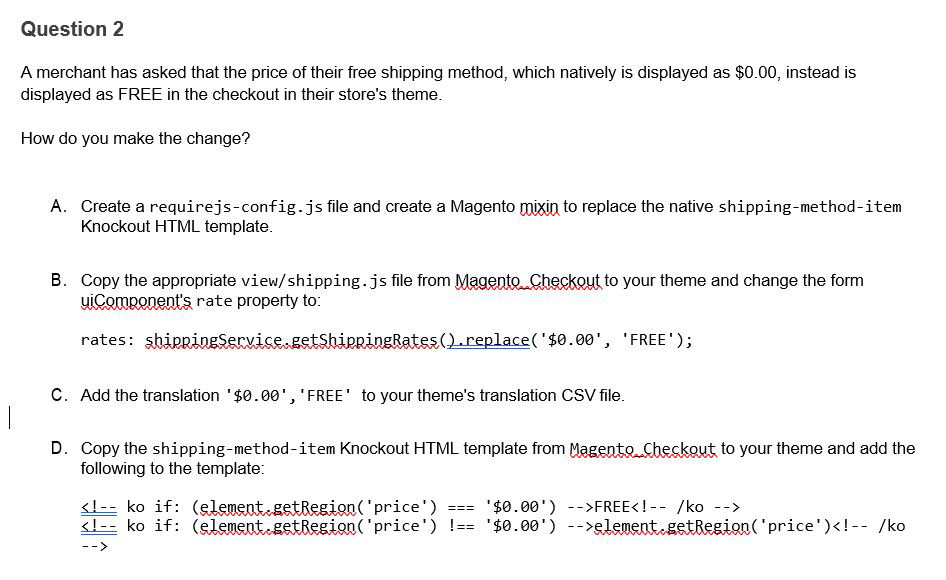 Question 2
A merchant has asked that the price of their free shipping method, which natively is displayed as $0.00, instead is
displayed as FREE in the checkout in their store's theme.
How do you make the change?
A. Create a requirejs-config.js file and create a Magento mixin to replace the native shipping-method-item
Knockout HTML template.
B. Copy the appropriate view/shipping.js file from Magento_Checkout to your theme and change the form
uiComponent's rate property to:
rates: shippingService.getShippingRates().replace('$0.00', 'FREE');
C. Add the translation '$0.00','FREE' to your theme's translation CSV file.
D. Copy the shipping-method-item Knockout HTML template from Magento_Checkout to your theme and add the
following to the template:
<!-- ko if: (element.getRegion('price') === '$0.00') -->FREE<!-- /ko -->
<!-- ko if: (element.getRegion('price') !== '$0.00') -->element.getRegion('price')<!-- /ko
-->